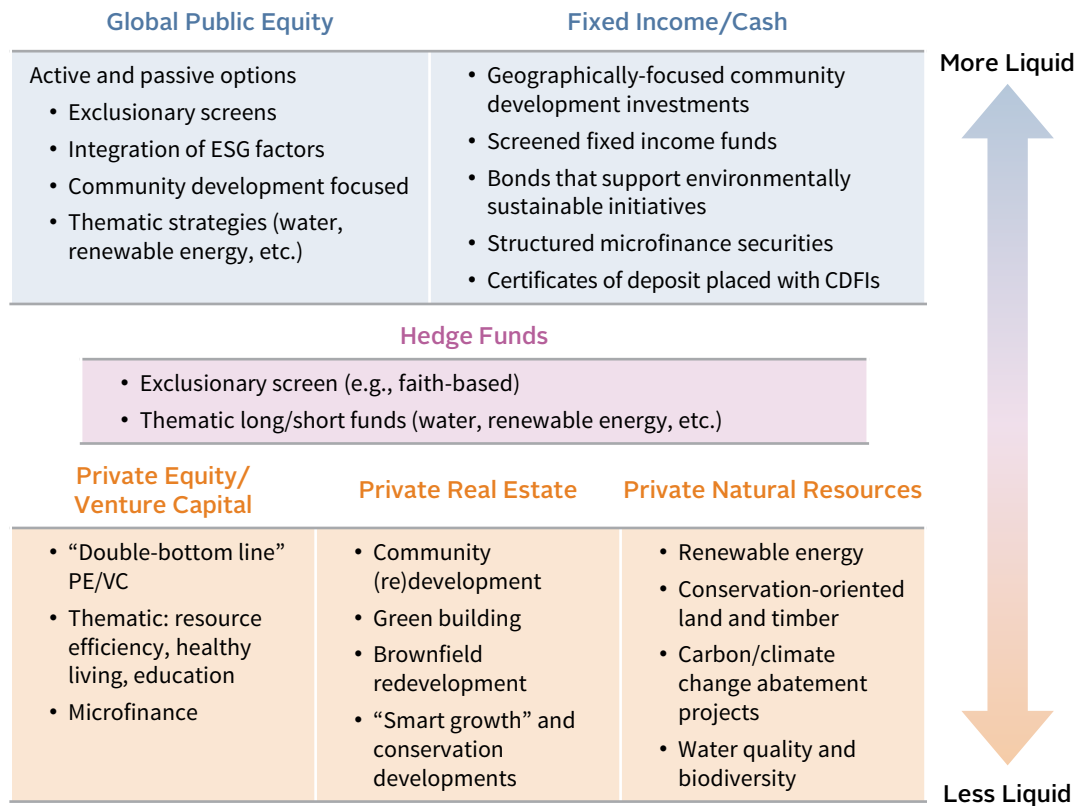 Global Public Equity
Fixed Income/Cash
More Liquid
Active and passive options
• Exclusionary screens
• Integration of ESG factors
• Community development focused
• Thematic strategies (water,
renewable energy, etc.)
• Geographically-focused community
development investments
• Screened fixed income funds
• Bonds that support environmentally
sustainable initiatives
• Structured microfinance securities
• Certificates of deposit placed with CDFIs
Hedge Funds
• Exclusionary screen (e.g., faith-based)
• Thematic long/short funds (water, renewable energy, etc.)
Private Equity/
Venture Capital
• “Double-bottom line”
PE/VC
• Thematic: resource
efficiency, healthy
living, education
• Microfinance
Private Real Estate
• Community
(re)development
• Green building
• Brownfield
redevelopment
• “Smart growth” and
conservation
developments
Private Natural Resources
• Renewable energy
• Conservation-oriented
land and timber
• Carbon/climate
change abatement
projects
• Water quality and
biodiversity
Less Liquid